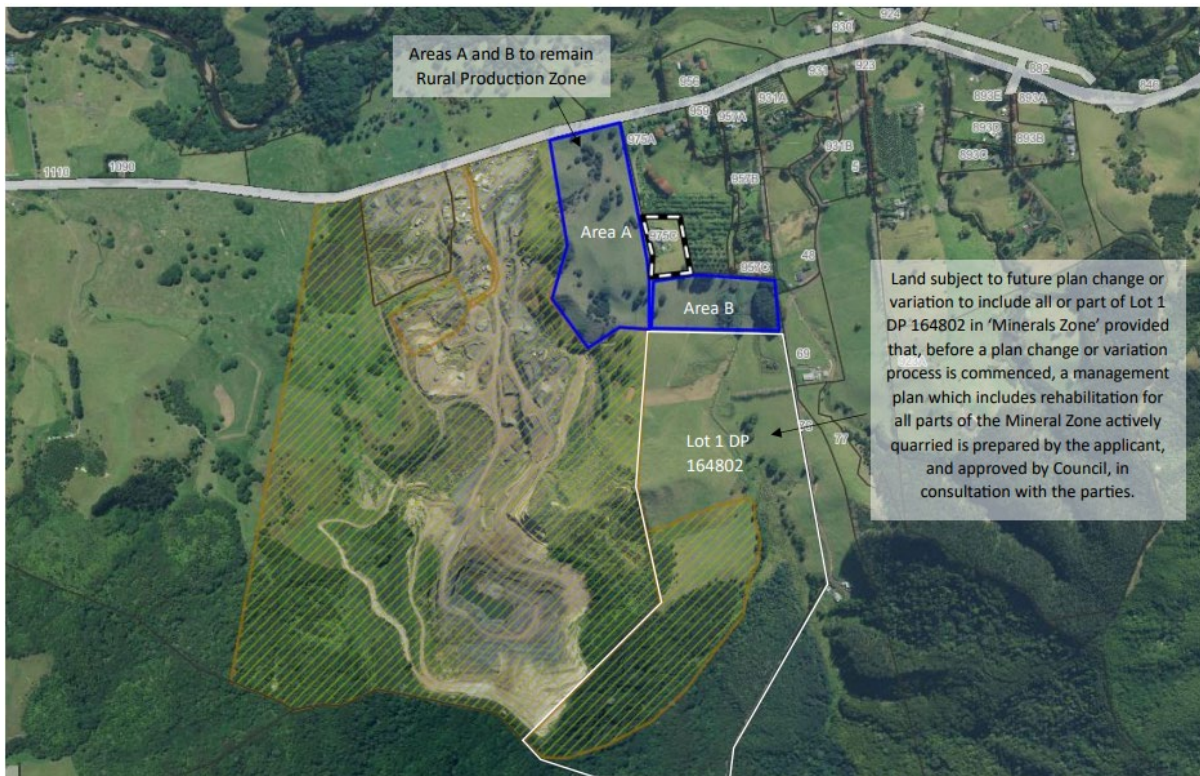 Areas A and B to remain
Rural Production Zone
924
930
931
923
882
846
956
959
957A
931A
893E
893A
975A
931B
5
893B
893C
1110
1090
957B
Area A
975C
957C
48
Area B
Land subject to future plan change or
variation to include all or part of Lot 1
DP 164802 in ‘Minerals Zone’ provided
that, before a plan change or variation
process is commenced, a management
plan which includes rehabilitation for
all parts of the Mineral Zone actively
quarried is prepared by the applicant,
and approved by Council, in
consultation with the parties.
69
77
Lot 1 DP
164802